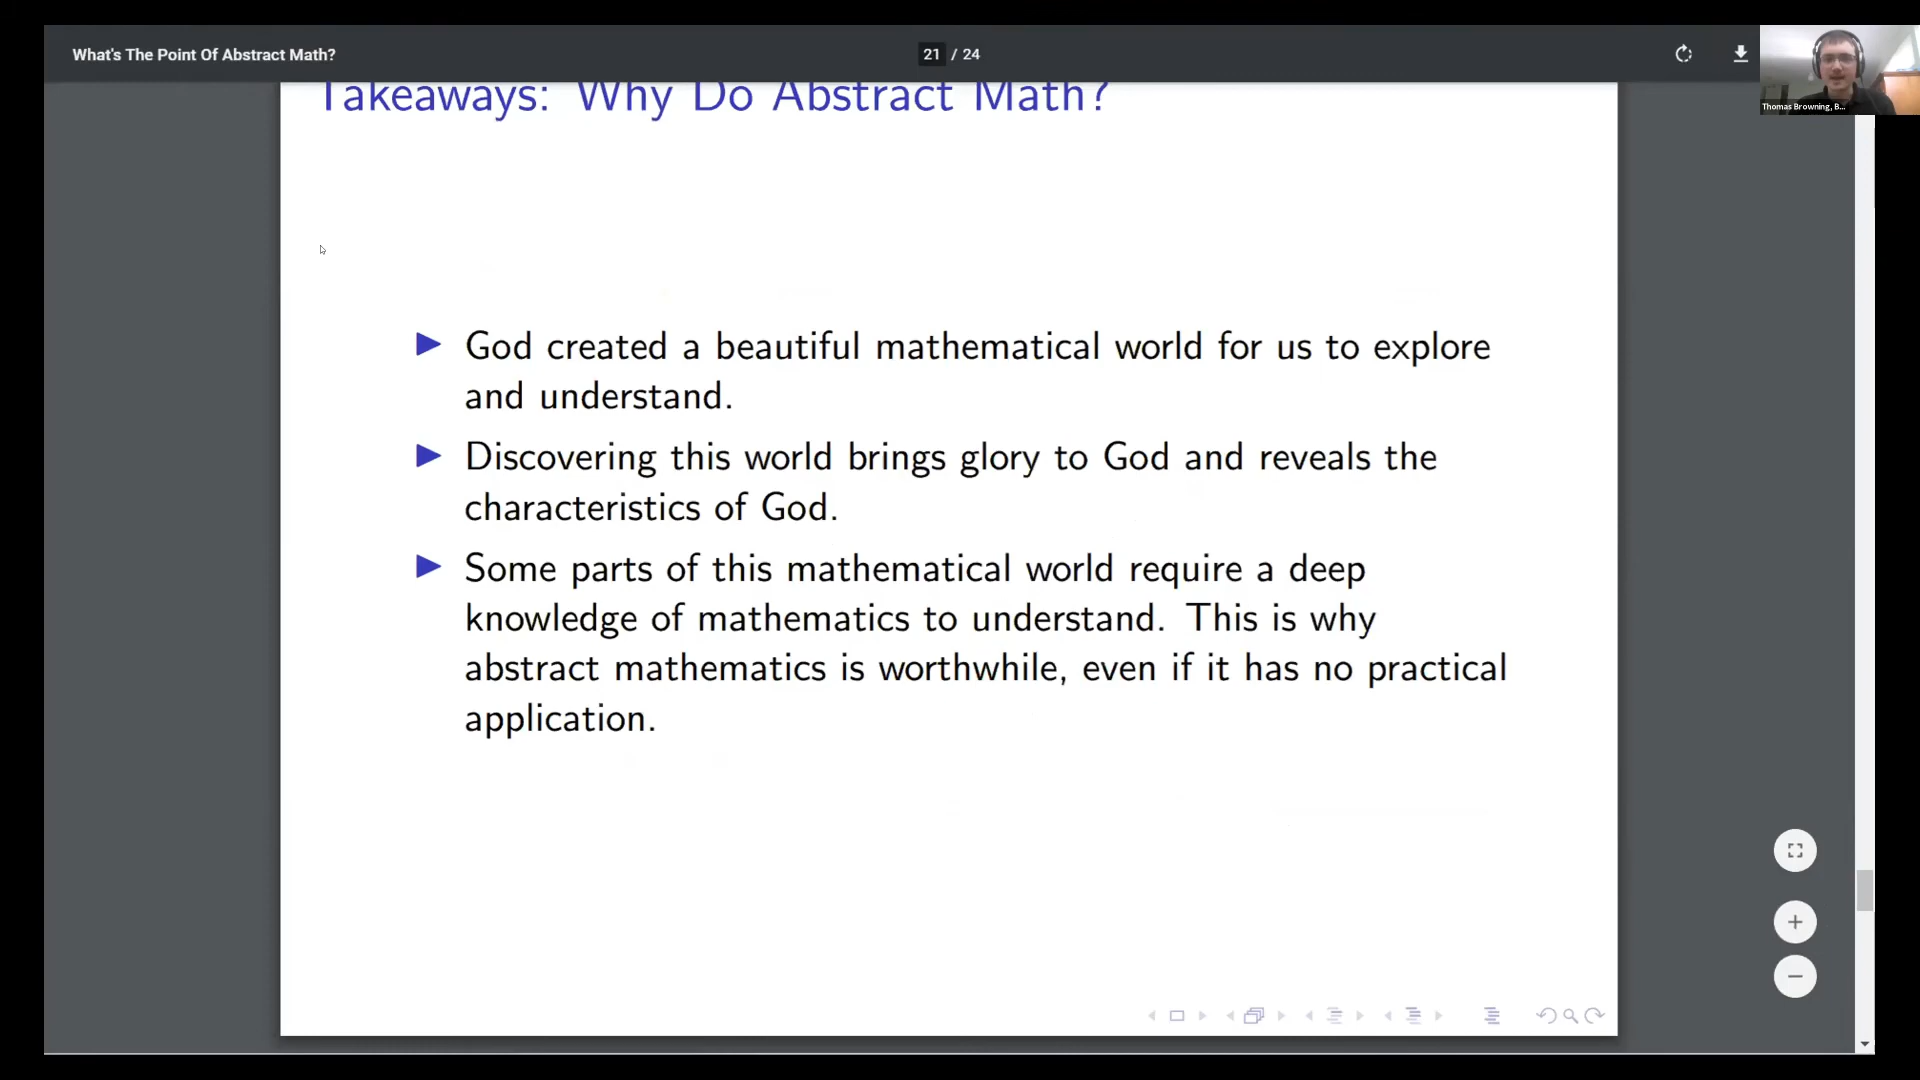 What's The Point Of Abstract Math?
21 / 24
Thomas Browning, B...
Takeaways: Why Do Abstract Math?
God created a beautiful mathematical world for us to explore
and understand.
Discovering this world brings glory to God and reveals the
characteristics of God.
Some parts of this mathematical world require a deep
knowledge of mathematics to understand. This is why
abstract mathematics is worthwhile, even if it has no practical
application.